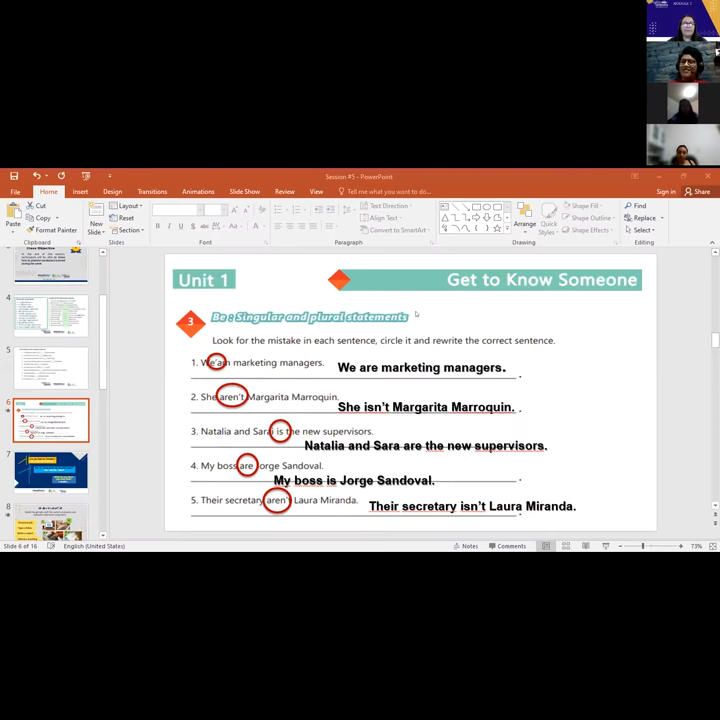 MODULE 1
Session #5 - PowerPoint
File Home Insert Design Transitions Animations Slide Show Review View Tell me what you want to do... Sign in Share
Cut
Copy
Format Painter
Paste
Clipboard
New Slide
Layout
Reset
Section
Slides
Font
Text Direction
Align Text
Convert to SmartArt
Paragraph
Arrange
Quick Styles
Shape Fill
Shape Outline
Shape Effects
Drawing
Find
Replace
Select
Editing
4
5
6
7
8
Unit 1
Get to Know Someone
3
Be : Singular and plural statements
Look for the mistake in each sentence, circle it and rewrite the correct sentence.
1. We'am marketing managers.
We are marketing managers.
2. She aren't Margarita Marroquin.
She isn't Margarita Marroquin.
3. Natalia and Sara is the new supervisors.
Natalia and Sara are the new supervisors.
4. My boss are Jorge Sandoval.
My boss is Jorge Sandoval.
5. Their secretary aren't Laura Miranda.
Their secretary isn't Laura Miranda.
Slide 6 of 16 English (United States) Notes Comments 73%